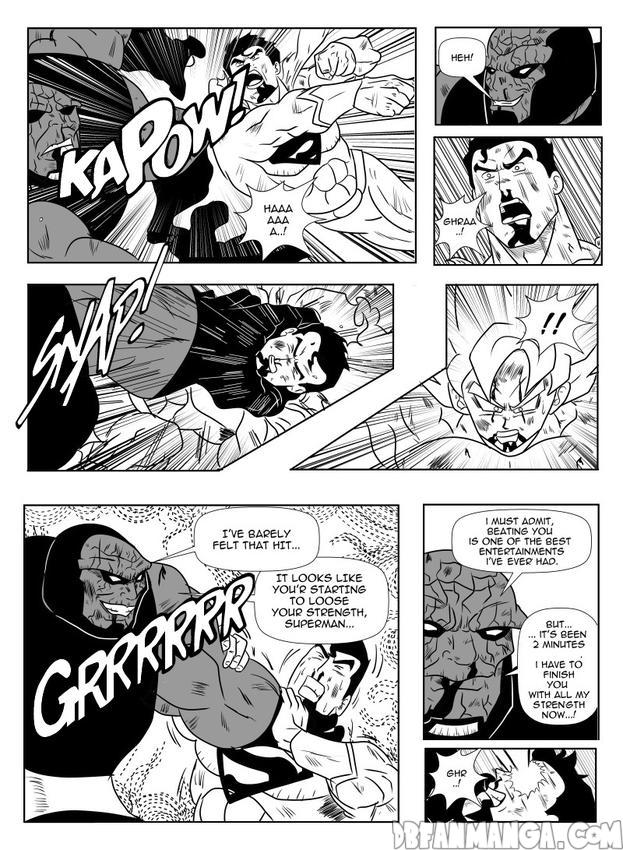 KAPOW!
HAAA
AAA
A..!
HEH!
GHRAA
..!
SNAP!
!!
I'VE BARELY
FELT THAT HIT...
IT LOOKS LIKE
YOU'R STARTING
TO LOOSE
YOUR STRENGTH,
SUPERMAN...
GRRRRRRR
I MUST ADMIT,
BEATING YOU
IS ONE OF THE BEST
ENTERTAINMENTS
I'VE EVER HAD.
BUT...
... IT'S BEEN
2 MINUTES
.
I HAVE TO
FINISH
YOU
WITH ALL MY
STRENGTH
NOW...!
GHR
..!
DBFANMANGA.COM